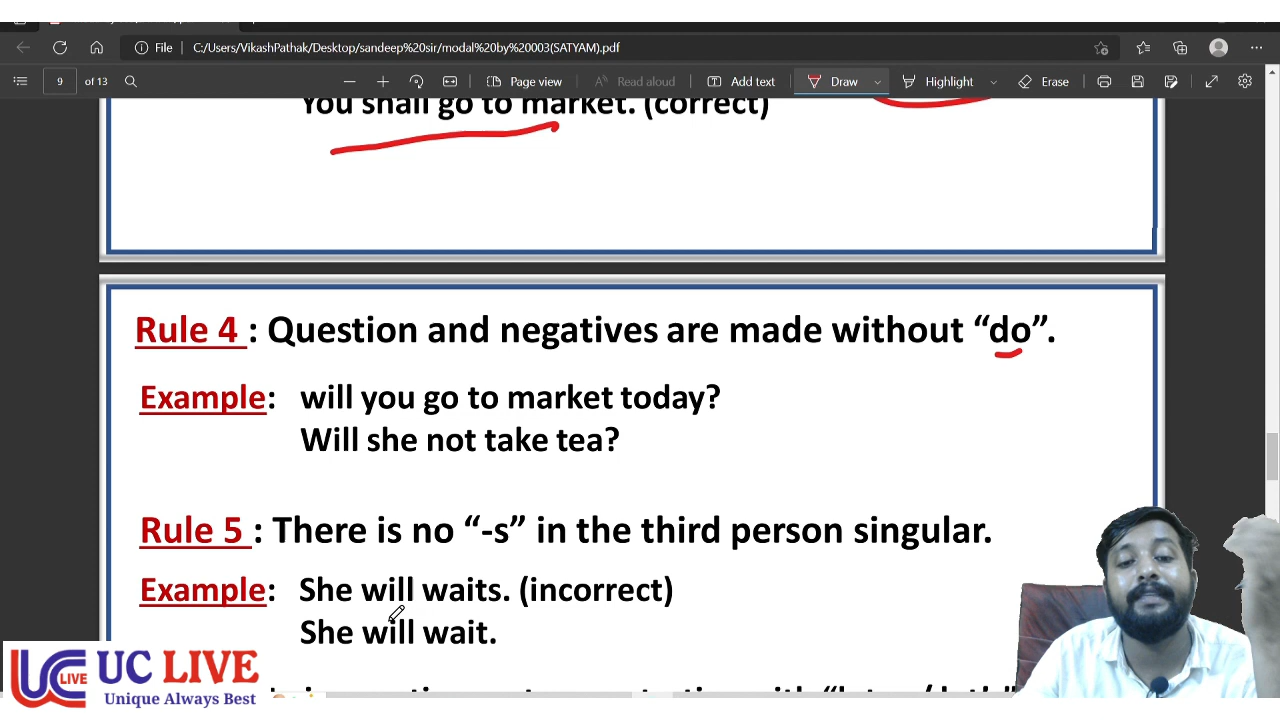 File C:/Users/VikashPathak/Desktop/sandeep%20sir/modal%20by%20003(SATYAM).pdf
9 of 13 Page view Read aloud Add text Draw Highlight Erase
You shall go to market. (correct)
Rule 4 : Question and negatives are made without “do”.
Example: will you go to market today?
Will she not take tea?
Rule 5 : There is no “-s” in the third person singular.
Example: She will waits. (incorrect)
She will wait.
UC LIVE
LIVE
Unique Always Best